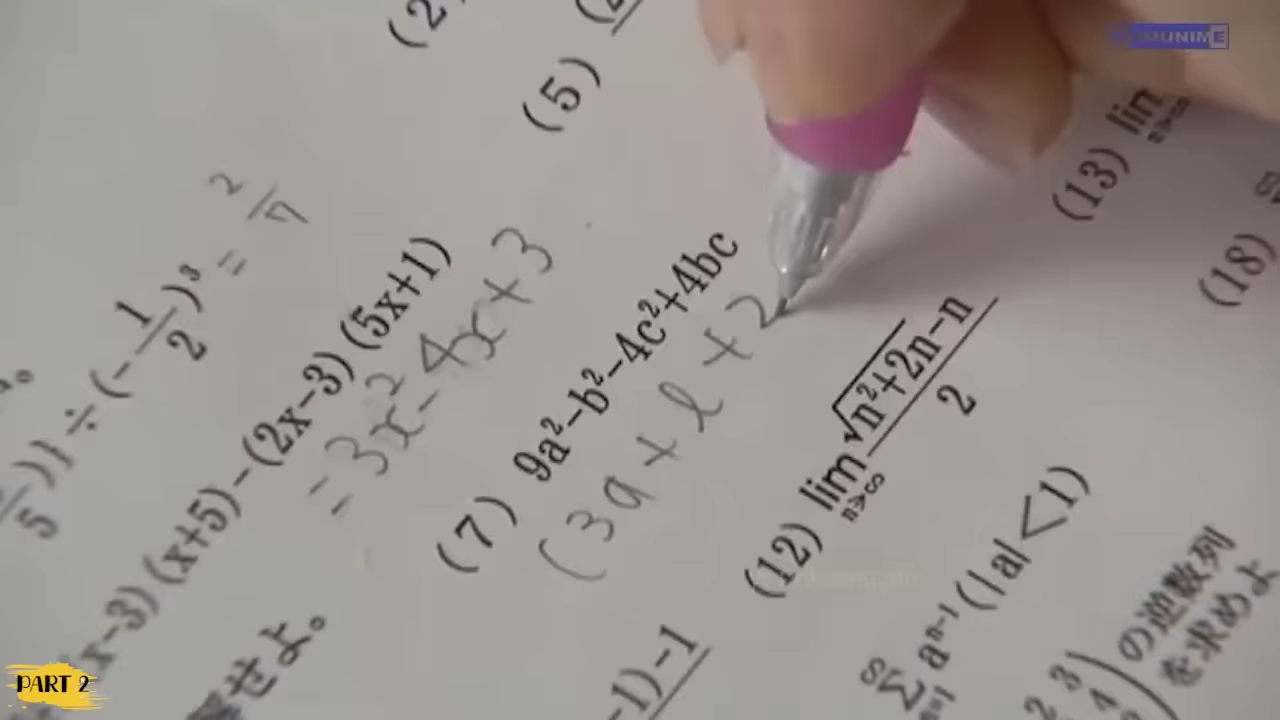 (2)
(5)
5)}÷(-1/2)³=2/7
(x-3)(x+5)-(2x-3)(5x+1)
=3x²-4x+3
(7) 9a²-b²-4c²+4bc
(3a+l+2
(12) lim n→∞ √n²+2n-n/2
(13) lim n→∞
(18)
-1)-1
∞Σn=1 aⁿ⁻¹(|a|<1)
の逆数列
を求めよ
せよ。
PART 2